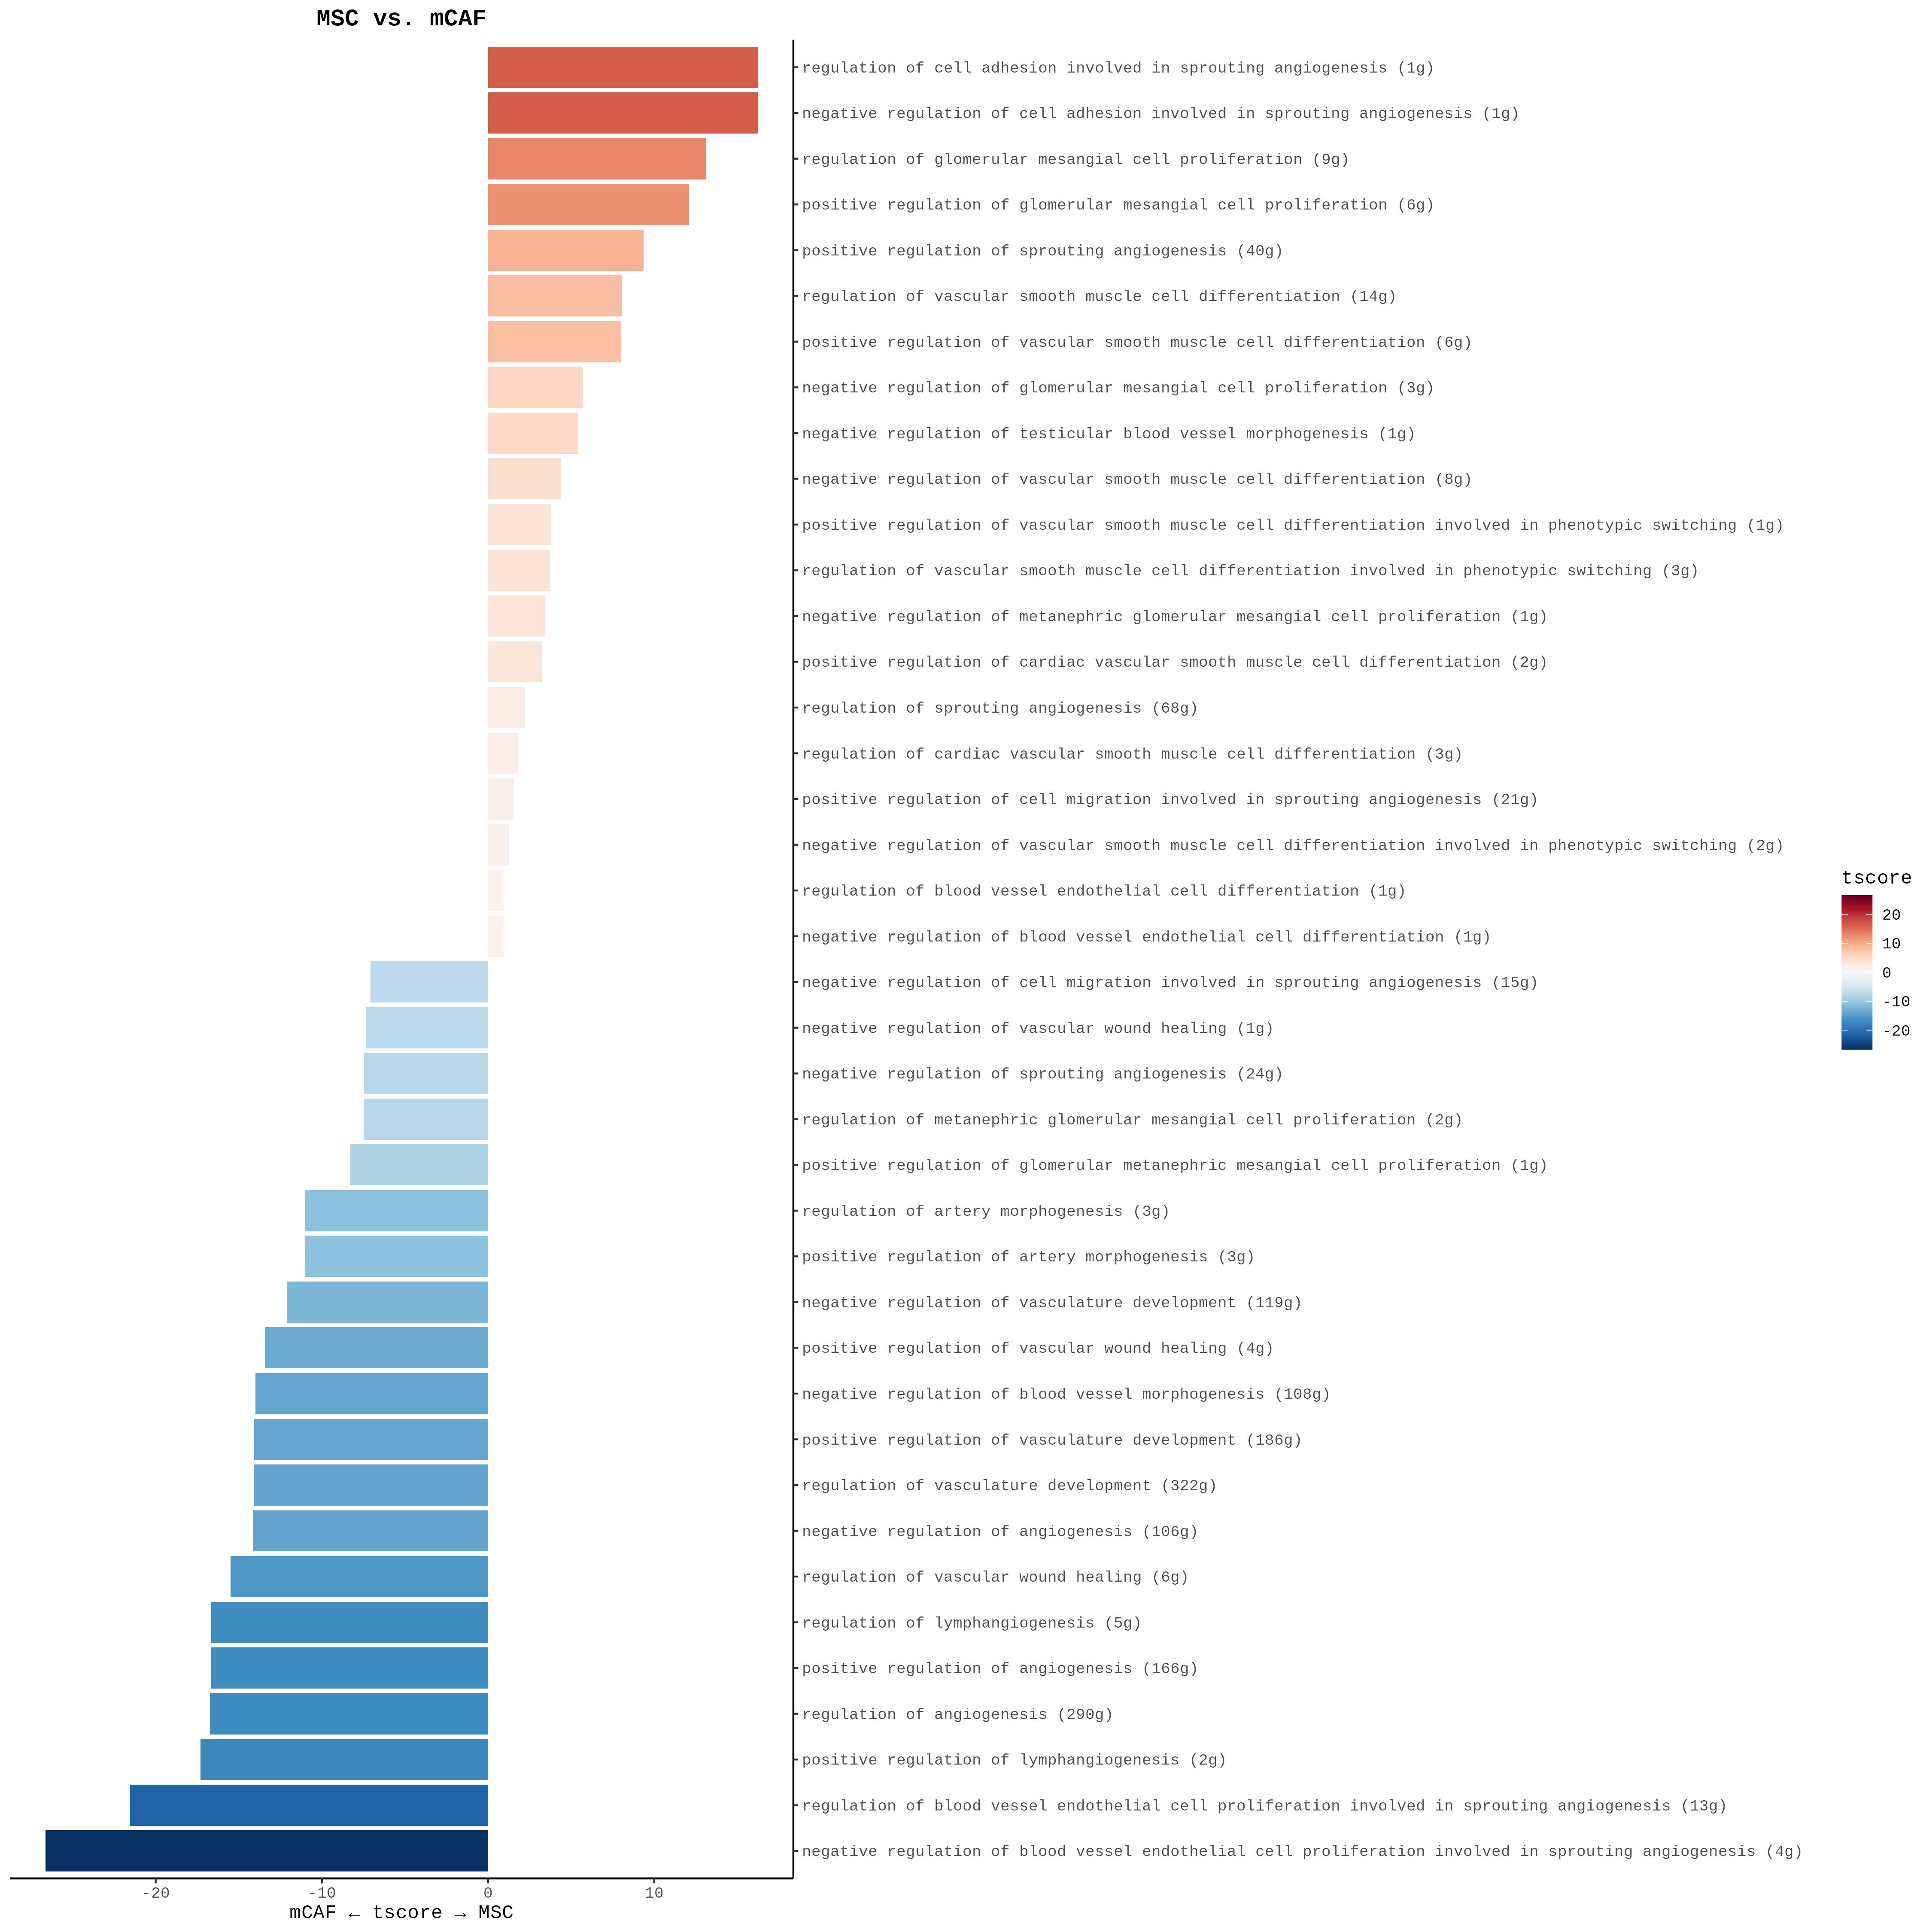 MSC vs. mCAF
regulation of cell adhesion involved in sprouting angiogenesis (1g)
negative regulation of cell adhesion involved in sprouting angiogenesis (1g)
regulation of glomerular mesangial cell proliferation (9g)
positive regulation of glomerular mesangial cell proliferation (6g)
positive regulation of sprouting angiogenesis (40g)
regulation of vascular smooth muscle cell differentiation (14g)
positive regulation of vascular smooth muscle cell differentiation (6g)
negative regulation of glomerular mesangial cell proliferation (3g)
negative regulation of testicular blood vessel morphogenesis (1g)
negative regulation of vascular smooth muscle cell differentiation (8g)
positive regulation of vascular smooth muscle cell differentiation involved in phenotypic switching (1g)
regulation of vascular smooth muscle cell differentiation involved in phenotypic switching (3g)
negative regulation of metanephric glomerular mesangial cell proliferation (1g)
positive regulation of cardiac vascular smooth muscle cell differentiation (2g)
regulation of sprouting angiogenesis (68g)
regulation of cardiac vascular smooth muscle cell differentiation (3g)
positive regulation of cell migration involved in sprouting angiogenesis (21g)
negative regulation of vascular smooth muscle cell differentiation involved in phenotypic switching (2g)
regulation of blood vessel endothelial cell differentiation (1g)
negative regulation of blood vessel endothelial cell differentiation (1g)
negative regulation of cell migration involved in sprouting angiogenesis (15g)
negative regulation of vascular wound healing (1g)
negative regulation of sprouting angiogenesis (24g)
regulation of metanephric glomerular mesangial cell proliferation (2g)
positive regulation of glomerular metanephric mesangial cell proliferation (1g)
regulation of artery morphogenesis (3g)
positive regulation of artery morphogenesis (3g)
negative regulation of vasculature development (119g)
positive regulation of vascular wound healing (4g)
negative regulation of blood vessel morphogenesis (108g)
positive regulation of vasculature development (186g)
regulation of vasculature development (322g)
negative regulation of angiogenesis (106g)
regulation of vascular wound healing (6g)
regulation of lymphangiogenesis (5g)
positive regulation of angiogenesis (166g)
regulation of angiogenesis (290g)
positive regulation of lymphangiogenesis (2g)
regulation of blood vessel endothelial cell proliferation involved in sprouting angiogenesis (13g)
negative regulation of blood vessel endothelial cell proliferation involved in sprouting angiogenesis (4g)
-20 -10 0 10
mCAF ← tscore → MSC
tscore
20
10
0
-10
-20